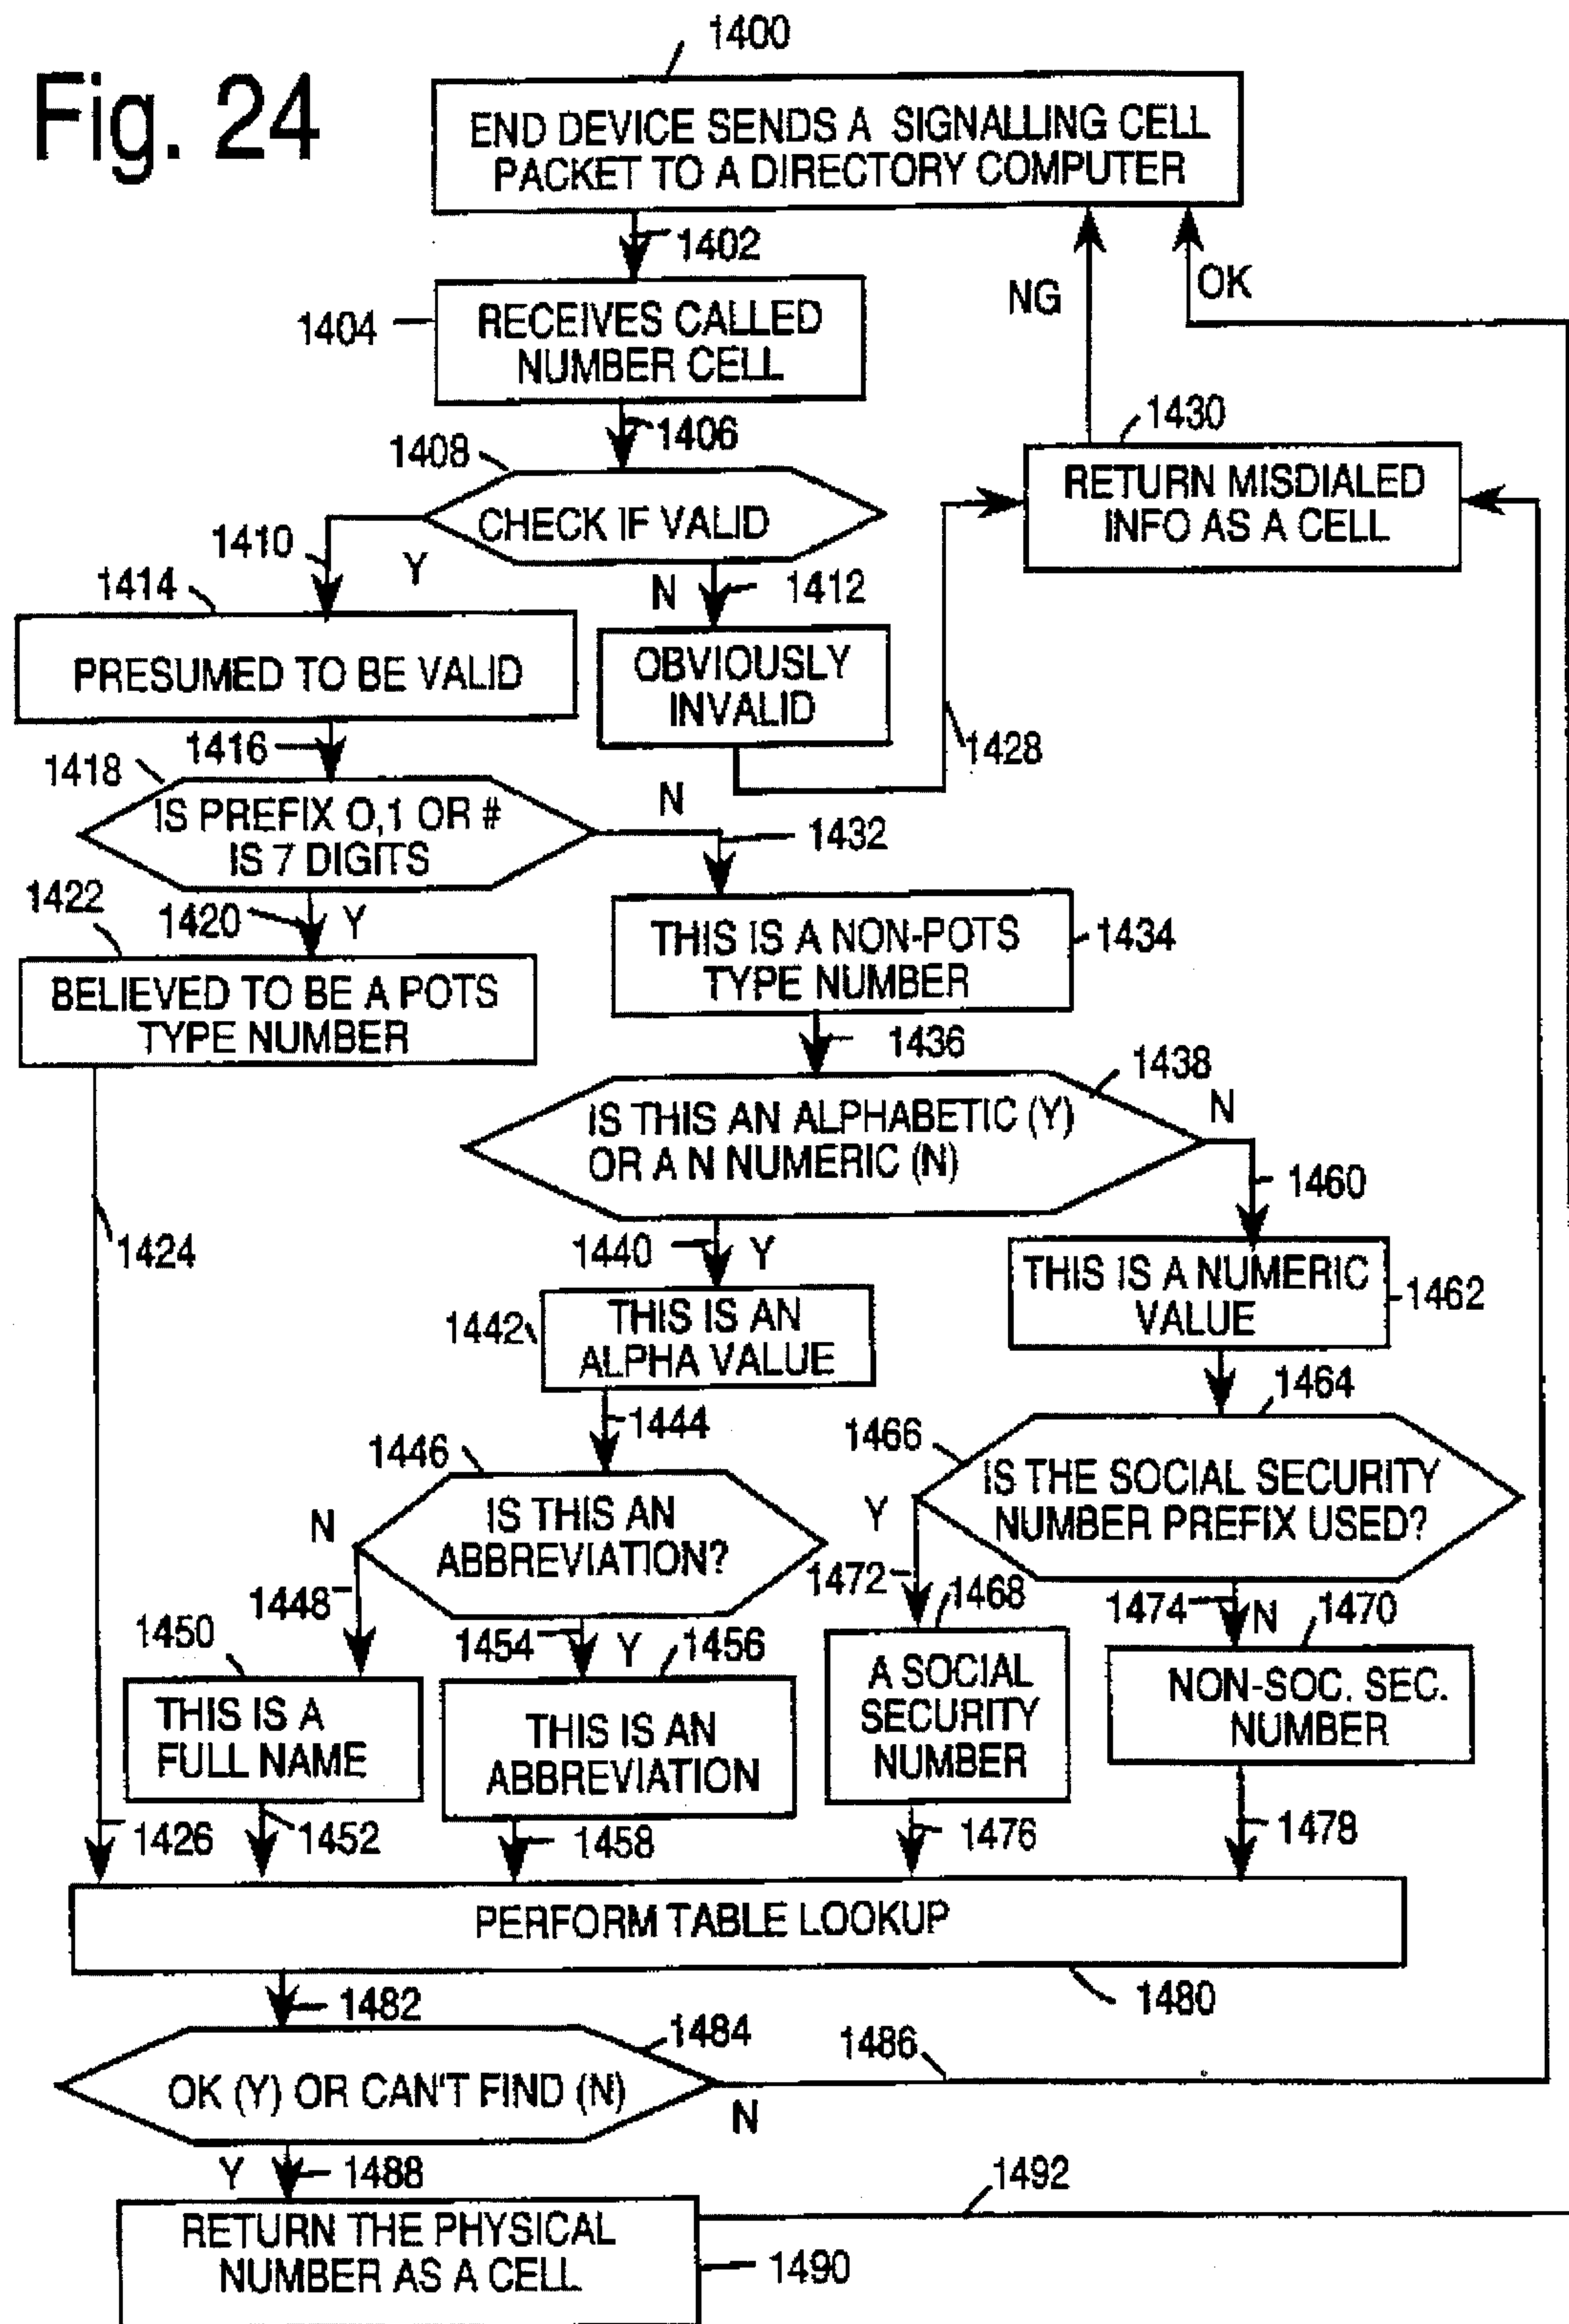 Fig. 24
1400
END DEVICE SENDS A SIGNALLING CELL
PACKET TO A DIRECTORY COMPUTER
1402
NG
OK
1404
RECEIVES CALLED
NUMBER CELL
1406
1408
CHECK IF VALID
1430
RETURN MISDIALED
INFO AS A CELL
1410
Y
N
1412
1414
PRESUMED TO BE VALID
OBVIOUSLY
INVALID
1416
1428
1418
IS PREFIX 0,1 OR #
IS 7 DIGITS
N
1432
1422
1420
Y
BELIEVED TO BE A POTS
TYPE NUMBER
THIS IS A NON-POTS
TYPE NUMBER
1434
1436
1438
IS THIS AN ALPHABETIC (Y)
OR A N NUMERIC (N)
N
1460
1424
1440
Y
THIS IS A NUMERIC
VALUE
1462
1442
THIS IS AN
ALPHA VALUE
1444
1464
1446
1466
IS THIS AN
ABBREVIATION?
N
Y
IS THE SOCIAL SECURITY
NUMBER PREFIX USED?
1448
1472
1468
1474
N
1470
1450
1454
Y
1456
THIS IS A
FULL NAME
THIS IS AN
ABBREVIATION
A SOCIAL
SECURITY
NUMBER
NON-SOC. SEC.
NUMBER
1426
1452
1458
1476
1478
PERFORM TABLE LOOKUP
1482
1480
1484
1486
OK (Y) OR CAN'T FIND (N)
N
Y
1488
1492
RETURN THE PHYSICAL
NUMBER AS A CELL
1490